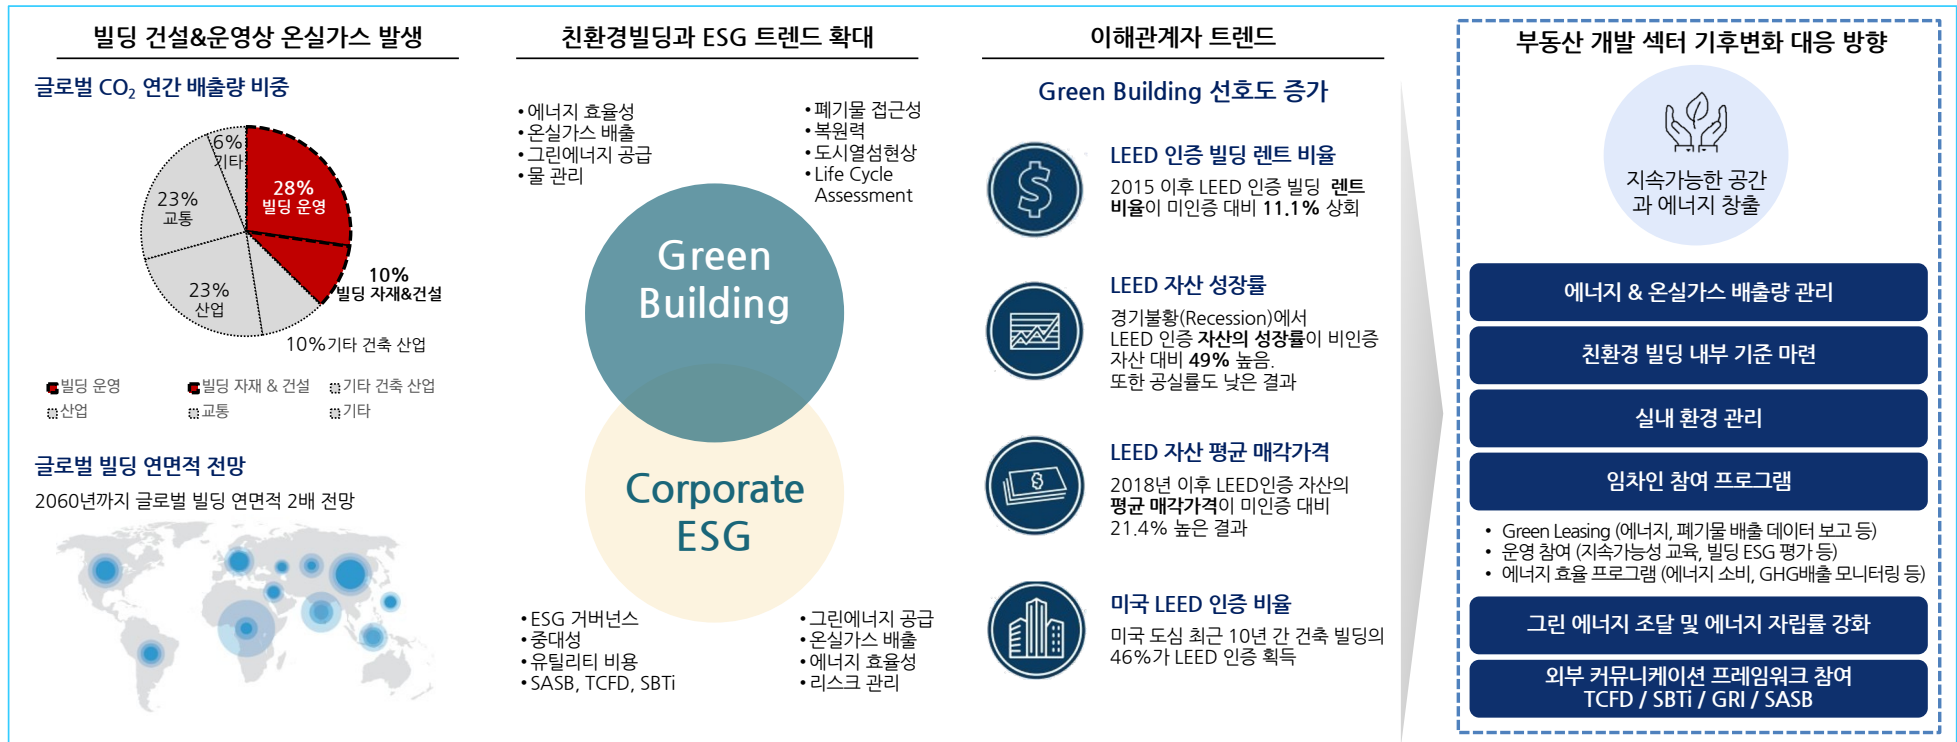 빌딩 건설&운영상 온실가스 발생
글로벌 CO₂ 연간 배출량 비중
6%
기타
28%
빌딩 운영
23%
교통
10%
빌딩 자재&건설
23%
산업
10%기타 건축 산업
빌딩 운영
빌딩 자재 & 건설
기타 건축 산업
산업
교통
기타
글로벌 빌딩 연면적 전망
2060년까지 글로벌 빌딩 연면적 2배 전망
친환경빌딩과 ESG 트렌드 확대
• 에너지 효율성
• 온실가스 배출
• 그린에너지 공급
• 물 관리
• 폐기물 접근성
• 복원력
• 도시열섬현상
• Life Cycle
Assessment
Green
Building
Corporate
ESG
• ESG 거버넌스
• 중대성
• 유틸리티 비용
• SASB, TCFD, SBTi
• 그린에너지 공급
• 온실가스 배출
• 에너지 효율성
• 리스크 관리
이해관계자 트렌드
Green Building 선호도 증가
LEED 인증 빌딩 렌트 비율
2015 이후 LEED 인증 빌딩 렌트
비율이 미인증 대비 11.1% 상회
LEED 자산 성장률
경기불황(Recession)에서
LEED 인증 자산의 성장률이 비인증
자산 대비 49% 높음.
또한 공실률도 낮은 결과
LEED 자산 평균 매각가격
2018년 이후 LEED인증 자산의
평균 매각가격이 미인증 대비
21.4% 높은 결과
미국 LEED 인증 비율
미국 도심 최근 10년 간 건축 빌딩의
46%가 LEED 인증 획득
부동산 개발 섹터 기후변화 대응 방향
지속가능한 공간
과 에너지 창출
에너지 & 온실가스 배출량 관리
친환경 빌딩 내부 기준 마련
실내 환경 관리
임차인 참여 프로그램
• Green Leasing (에너지, 폐기물 배출 데이터 보고 등)
• 운영 참여 (지속가능성 교육, 빌딩 ESG 평가 등)
• 에너지 효율 프로그램 (에너지 소비, GHG배출 모니터링 등)
그린 에너지 조달 및 에너지 자립률 강화
외부 커뮤니케이션 프레임워크 참여
TCFD / SBTi / GRI / SASB